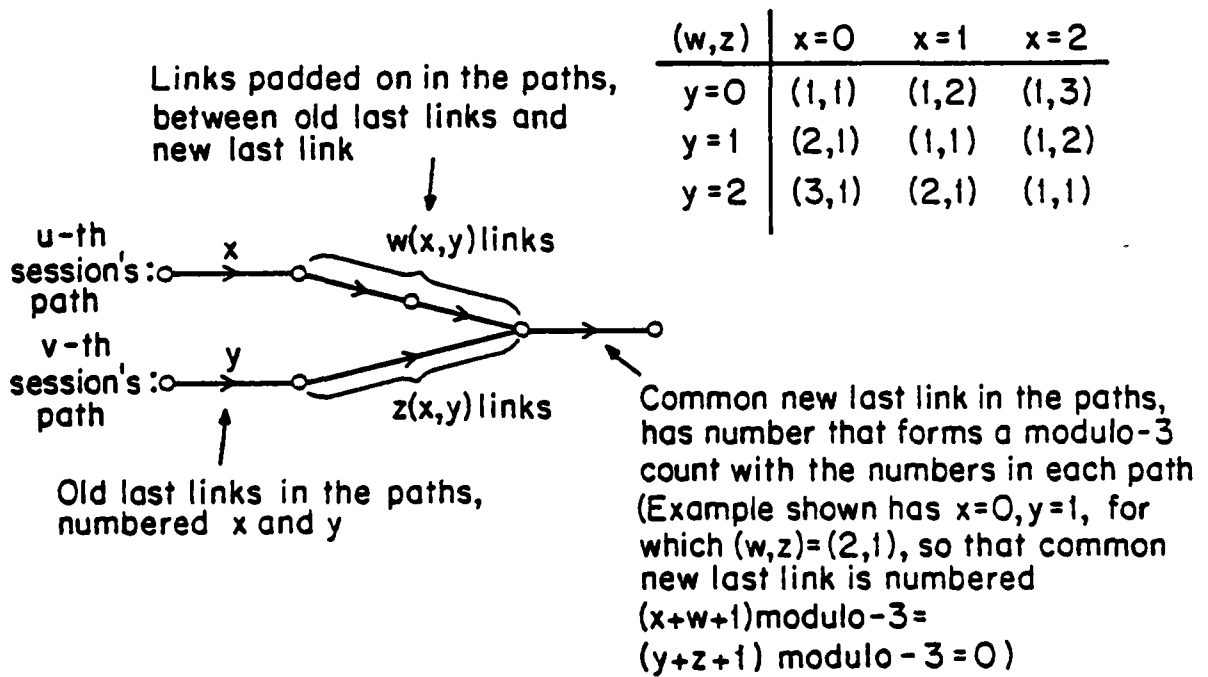 (w,z) x=0 x=1 x=2
y=0 (1,1) (1,2) (1,3)
y=1 (2,1) (1,1) (1,2)
y=2 (3,1) (2,1) (1,1)
Links padded on in the paths,
between old last links and
new last link
u-th
session's:
path
x
w(x,y) links
v-th
session's:
path
y
z(x,y) links
Old last links in the paths,
numbered x and y
Common new last link in the paths,
has number that forms a modulo-3
count with the numbers in each path
(Example shown has x=0, y=1, for
which (w,z)=(2,1), so that common
new last link is numbered
(x+w+1)modulo-3=
(y+z+1) modulo-3=0)